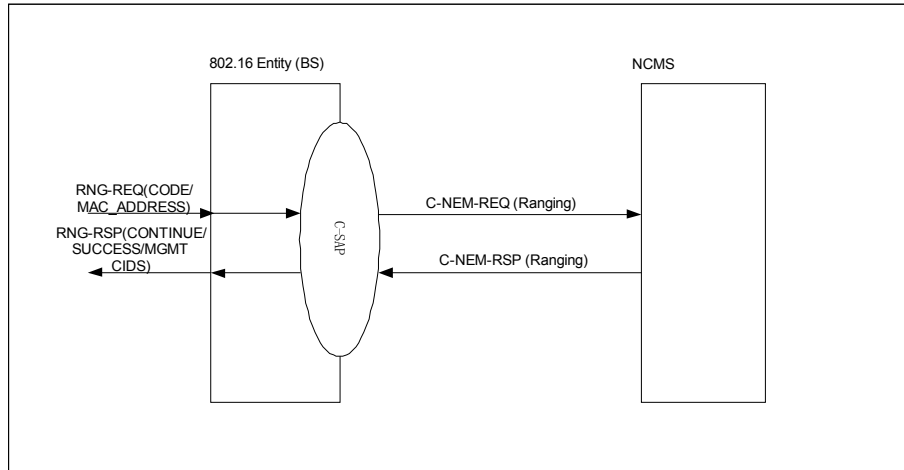 802.16 Entity (BS)
NCMS
RNG-REQ(CODE/
MAC_ADDRESS)
C-NEM-REQ (Ranging)
RNG-RSP(CONTINUE/
SUCCESS/MGMT
CIDS)
C-SAP
C-NEM-RSP (Ranging)